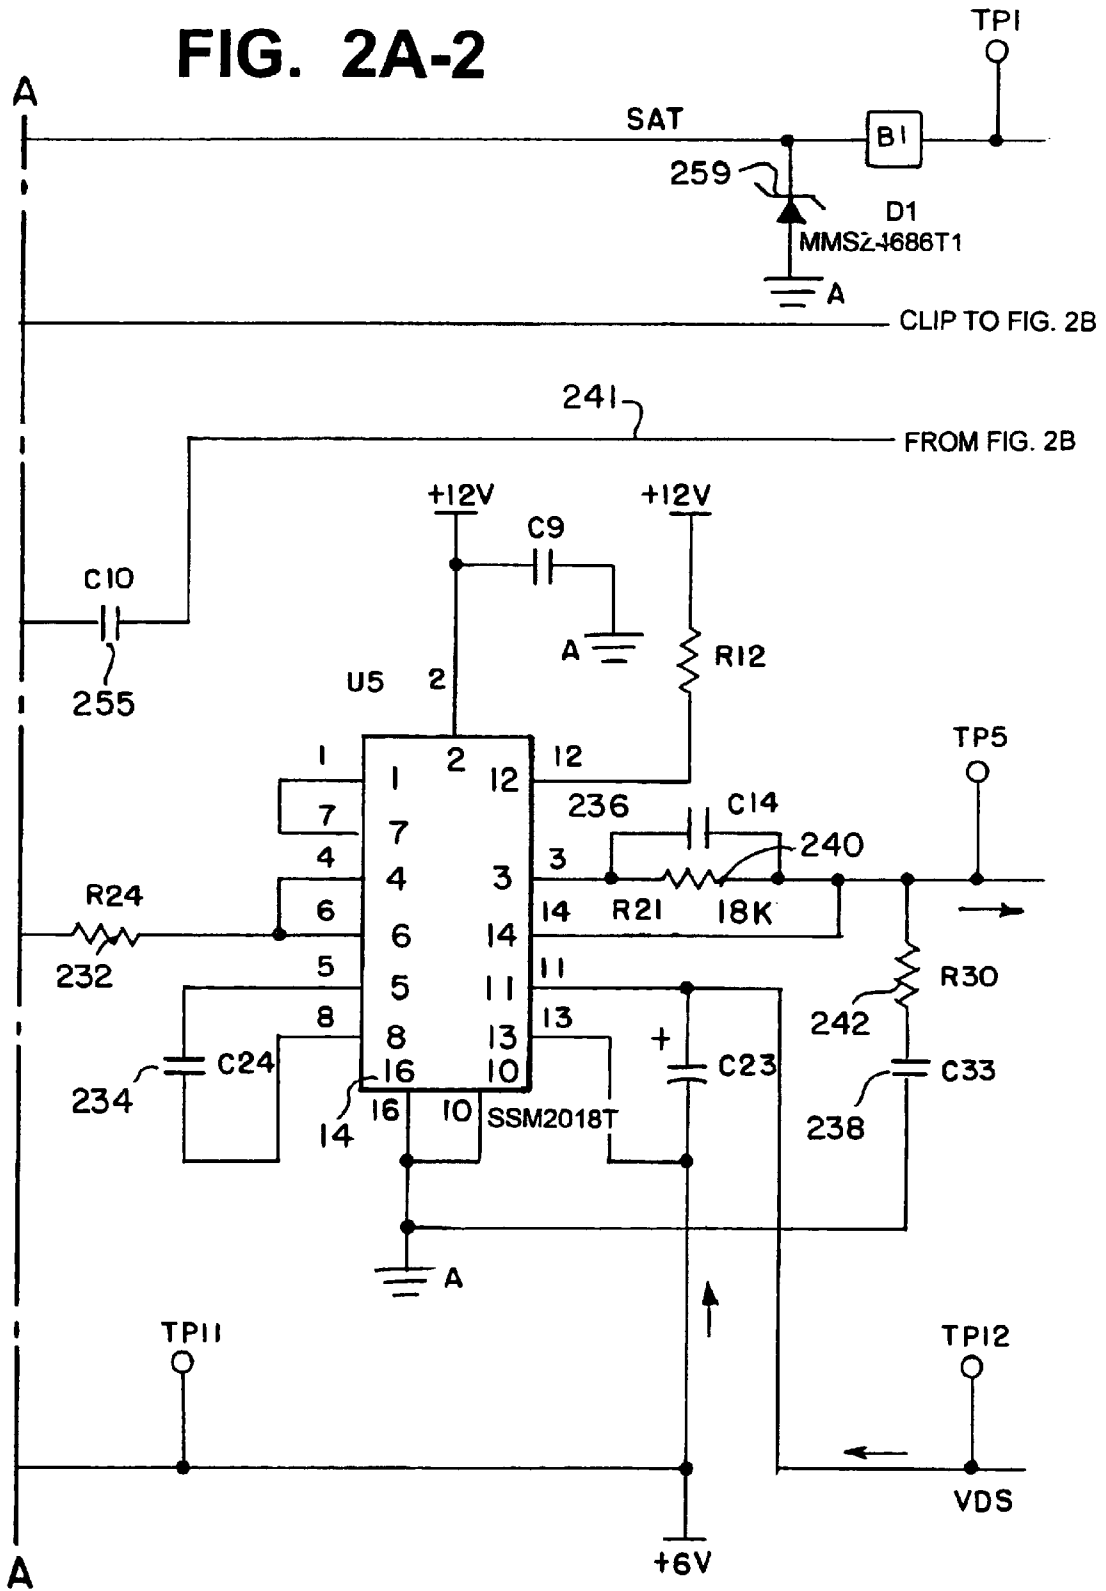 TP1
FIG. 2A-2
A
SAT
B1
259
D1
MMSZ4686T1
A
CLIP TO FIG. 2B
241
FROM FIG. 2B
+12V
+12V
C9
C10
A
R12
255
U5
2
TP5
1
2
12
12
1
236
C14
7
7
240
4
4
3
3
R24
6
14
R21
18K
6
14
232
5
11
R30
5
11
242
8
13
8
13
+
C24
C23
C33
16
10
234
16
10
SSM2018T
238
14
A
TP11
TP12
VDS
+6V
A